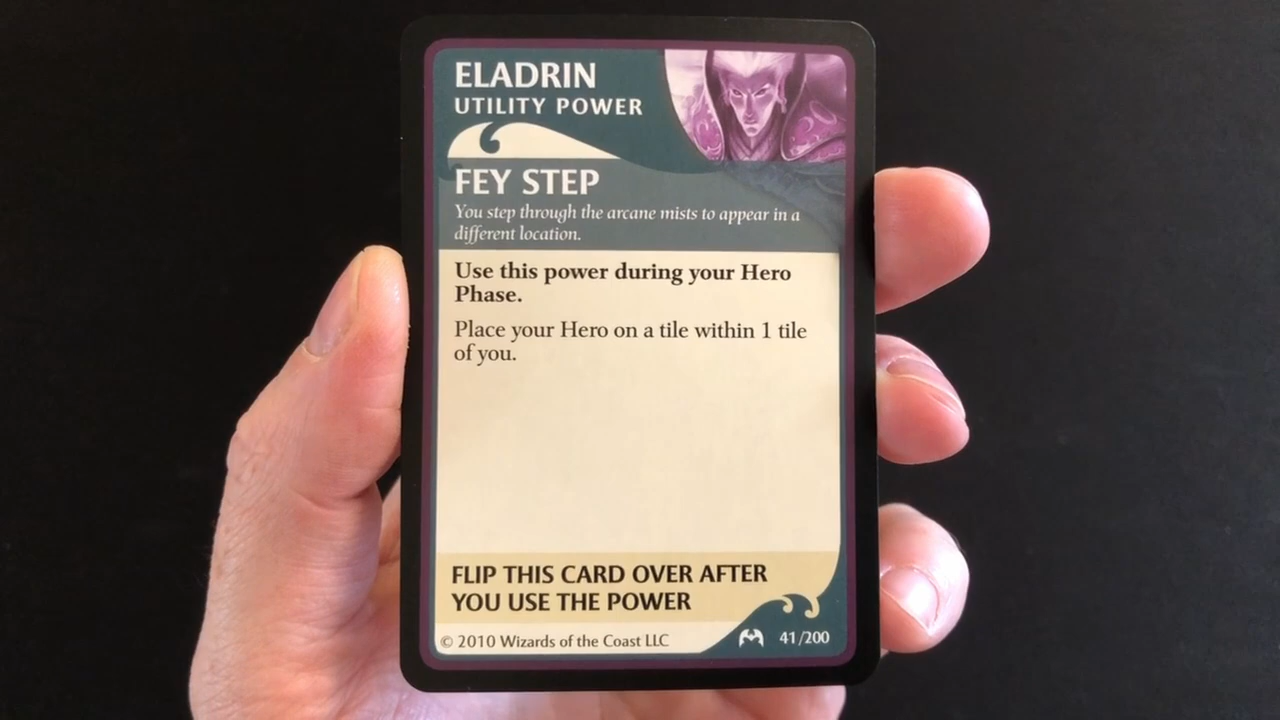 ELADRIN
UTILITY POWER
FEY STEP
You step through the arcane mists to appear in a
different location.
Use this power during your Hero
Phase.
Place your Hero on a tile within 1 tile
of you.
FLIP THIS CARD OVER AFTER
YOU USE THE POWER
© 2010 Wizards of the Coast LLC
41/200